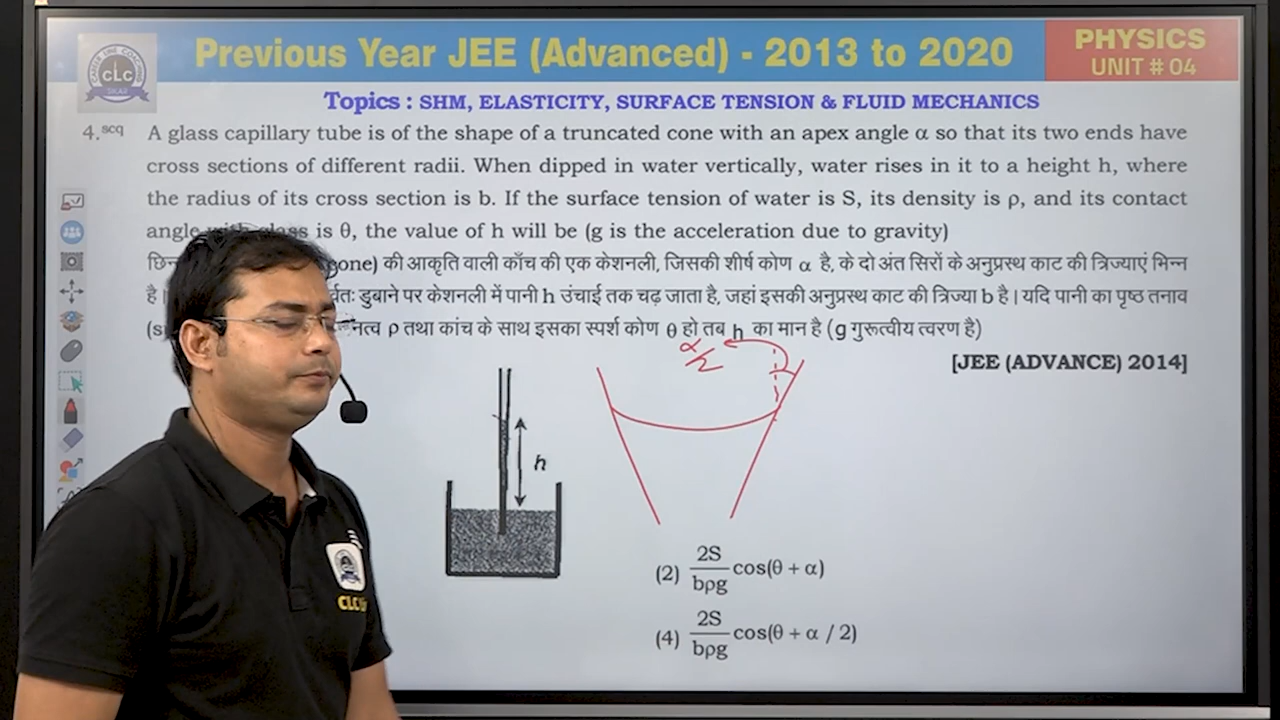 Previous Year JEE (Advanced) - 2013 to 2020
PHYSICS
UNIT # 04
CLC
SIKAR
Topics : SHM, ELASTICITY, SURFACE TENSION & FLUID MECHANICS
4.scq A glass capillary tube is of the shape of a truncated cone with an apex angle α so that its two ends have
cross sections of different radii. When dipped in water vertically, water rises in it to a height h, where
the radius of its cross section is b. If the surface tension of water is S, its density is ρ, and its contact
angle with glass is θ, the value of h will be (g is the acceleration due to gravity)
cone) की आकृति वाली काँच की एक केशनली, जिसकी शीर्ष कोण α है, के दो अंत सिरों के अनुप्रस्थ काट की त्रिज्याएं भिन्न
है। डुबाने पर केशनली में पानी h उंचाई तक चढ़ जाता है, जहां इसकी अनुप्रस्थ काट की त्रिज्या b है। यदि पानी का पृष्ठ तनाव
ρ तथा कांच के साथ इसका स्पर्श कोण θ हो तब h का मान है (g गुरूत्वीय त्वरण है)
[JEE (ADVANCE) 2014]
α/2
h
(2) 2S/bρg cos(θ + α)
(4) 2S/bρg cos(θ + α / 2)
CLC